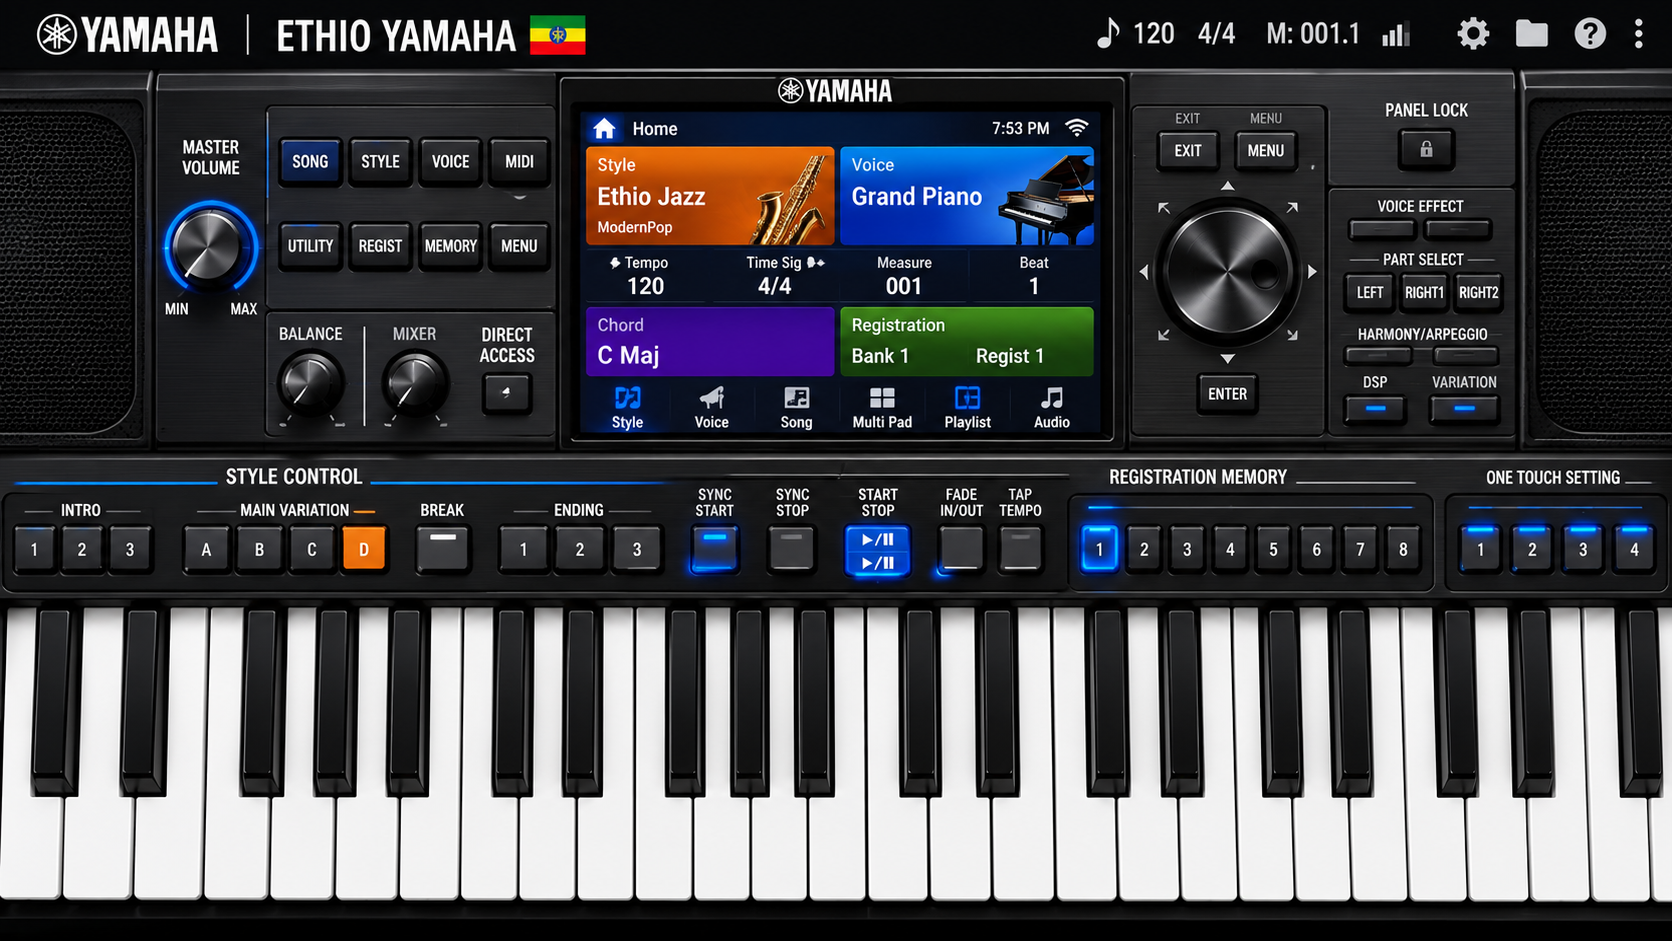 YAMAHA | ETHIO YAMAHA
120 4/4 M: 001.1
YAMAHA
MASTER
VOLUME
MIN MAX
SONG STYLE VOICE MIDI
UTILITY REGIST MEMORY MENU
BALANCE MIXER
DIRECT
ACCESS
Home 7:53 PM
Style
Ethio Jazz
ModernPop
Voice
Grand Piano
Tempo Time Sig Measure Beat
120 4/4 001 1
Chord
C Maj
Registration
Bank 1 Regist 1
Style Voice Song Multi Pad Playlist Audio
EXIT MENU
EXIT MENU
ENTER
PANEL LOCK
VOICE EFFECT
PART SELECT
LEFT RIGHT1 RIGHT2
HARMONY/ARPEGGIO
DSP VARIATION
STYLE CONTROL
INTRO
1 2 3
MAIN VARIATION
A B C D
BREAK
ENDING
1 2 3
SYNC
START
SYNC
STOP
START
STOP
FADE
IN/OUT
TAP
TEMPO
REGISTRATION MEMORY
1 2 3 4 5 6 7 8
ONE TOUCH SETTING
1 2 3 4